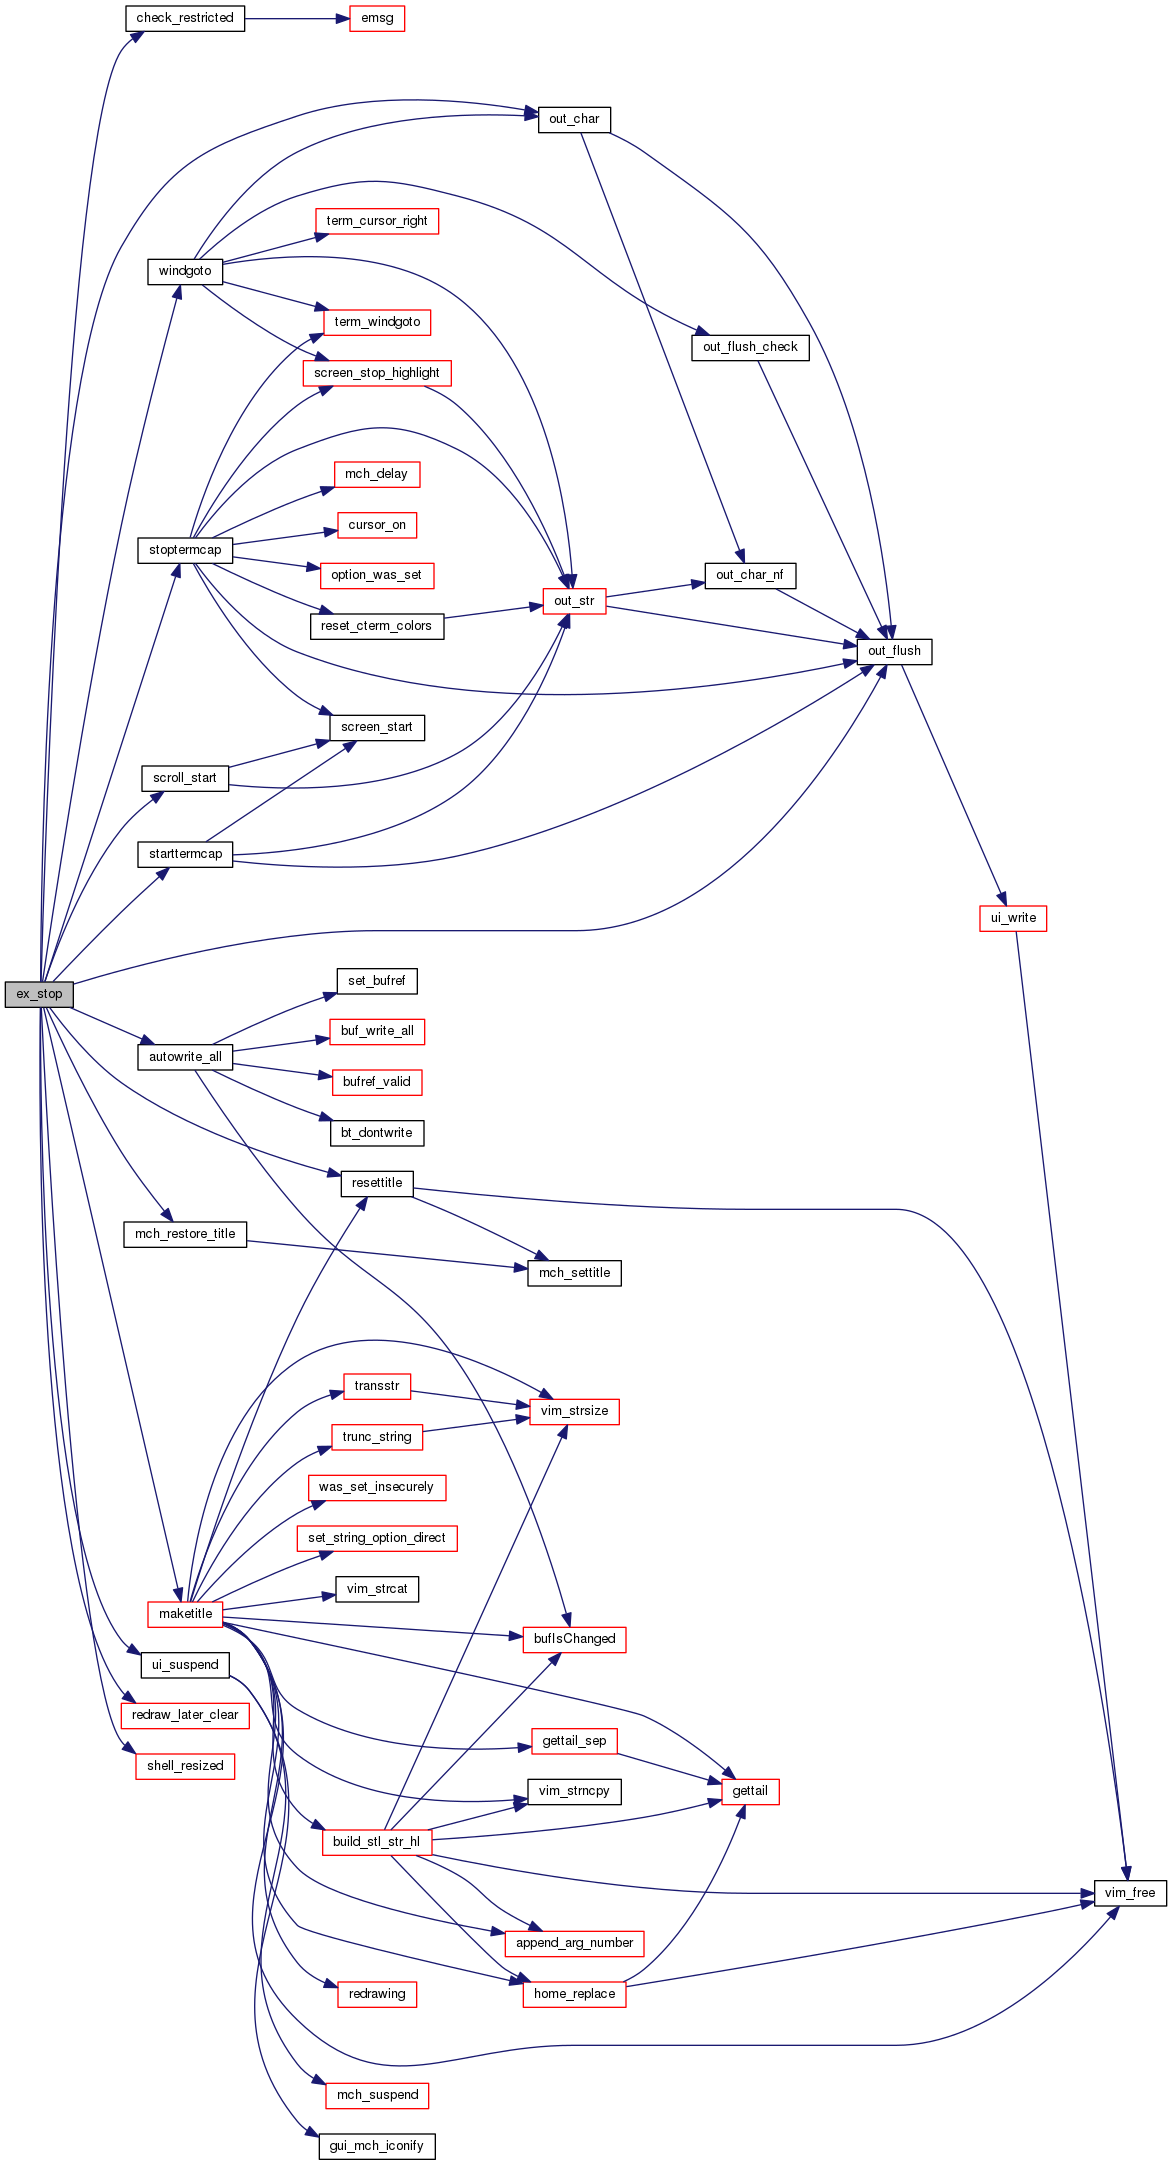 check_restricted
emsg
out_char
term_cursor_right
windgoto
term_windgoto
out_flush_check
screen_stop_highlight
mch_delay
cursor_on
stoptermcap
option_was_set
out_char_nf
out_str
reset_cterm_colors
out_flush
screen_start
scroll_start
starttermcap
ui_write
set_bufref
ex_stop
buf_write_all
autowrite_all
bufref_valid
bt_dontwrite
resettitle
mch_restore_title
mch_settitle
transstr
vim_strsize
trunc_string
was_set_insecurely
set_string_option_direct
vim_strcat
maketitle
bufIsChanged
ui_suspend
redraw_later_clear
gettail_sep
shell_resized
vim_strncpy
gettail
build_stl_str_hl
vim_free
append_arg_number
redrawing
home_replace
mch_suspend
gui_mch_iconify